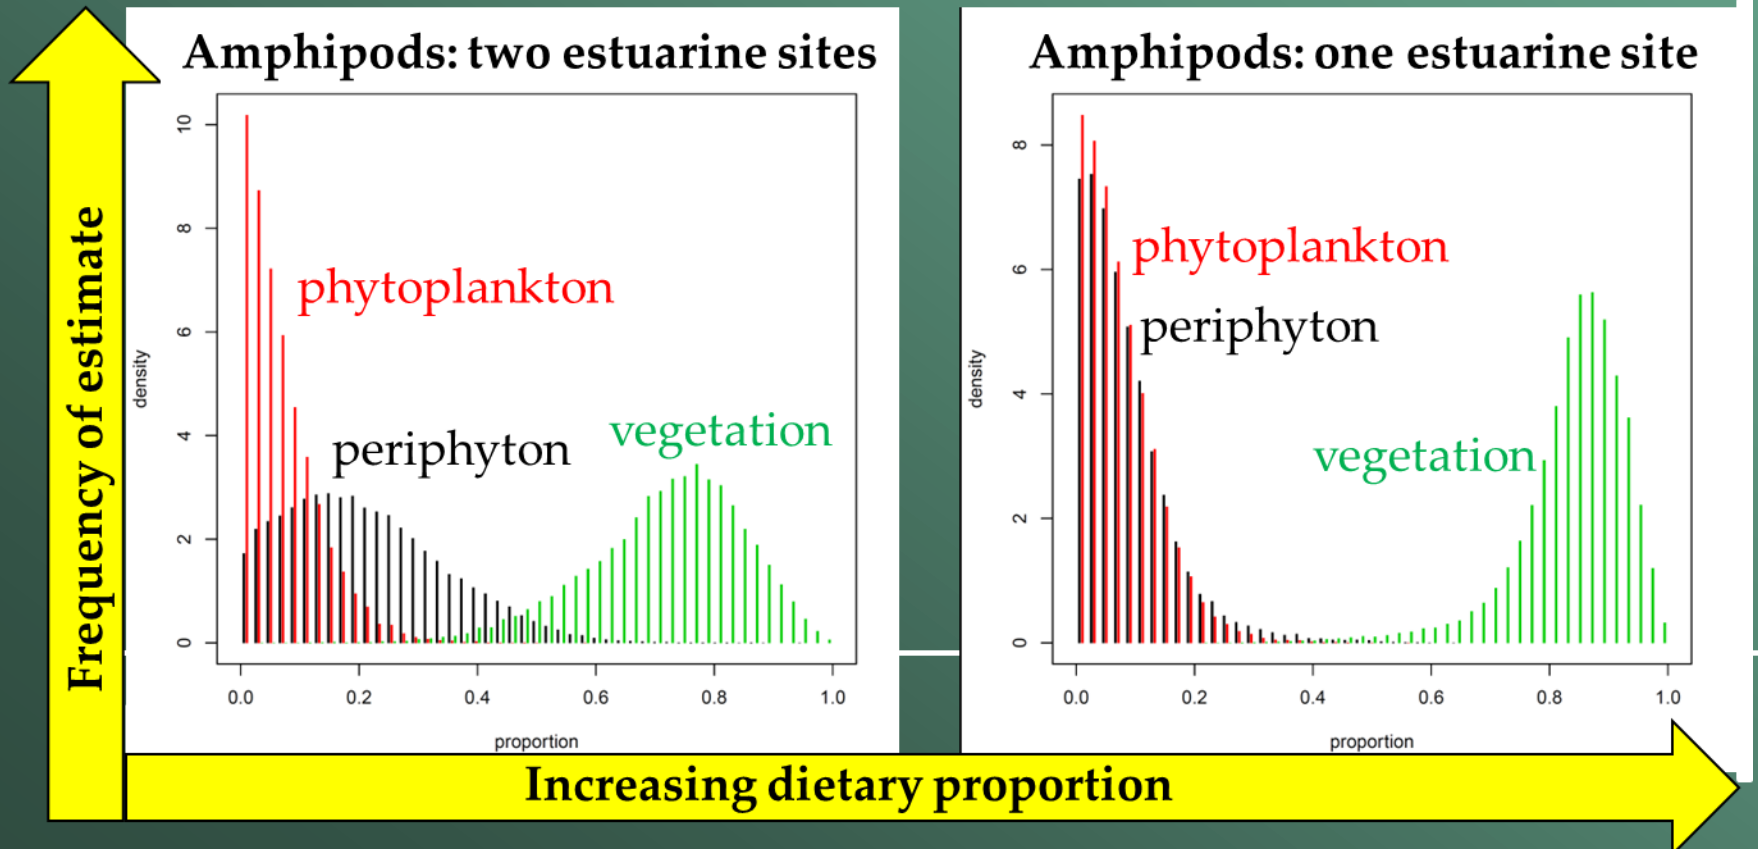 Amphipods: two estuarine sites
10
8
6
4
2
0
density
phytoplankton
periphyton
vegetation
0.0 0.2 0.4 0.6 0.8 1.0
proportion
Amphipods: one estuarine site
8
6
4
2
0
density
phytoplankton
periphyton
vegetation
0.0 0.2 0.4 0.6 0.8 1.0
proportion
Frequency of estimate
Increasing dietary proportion